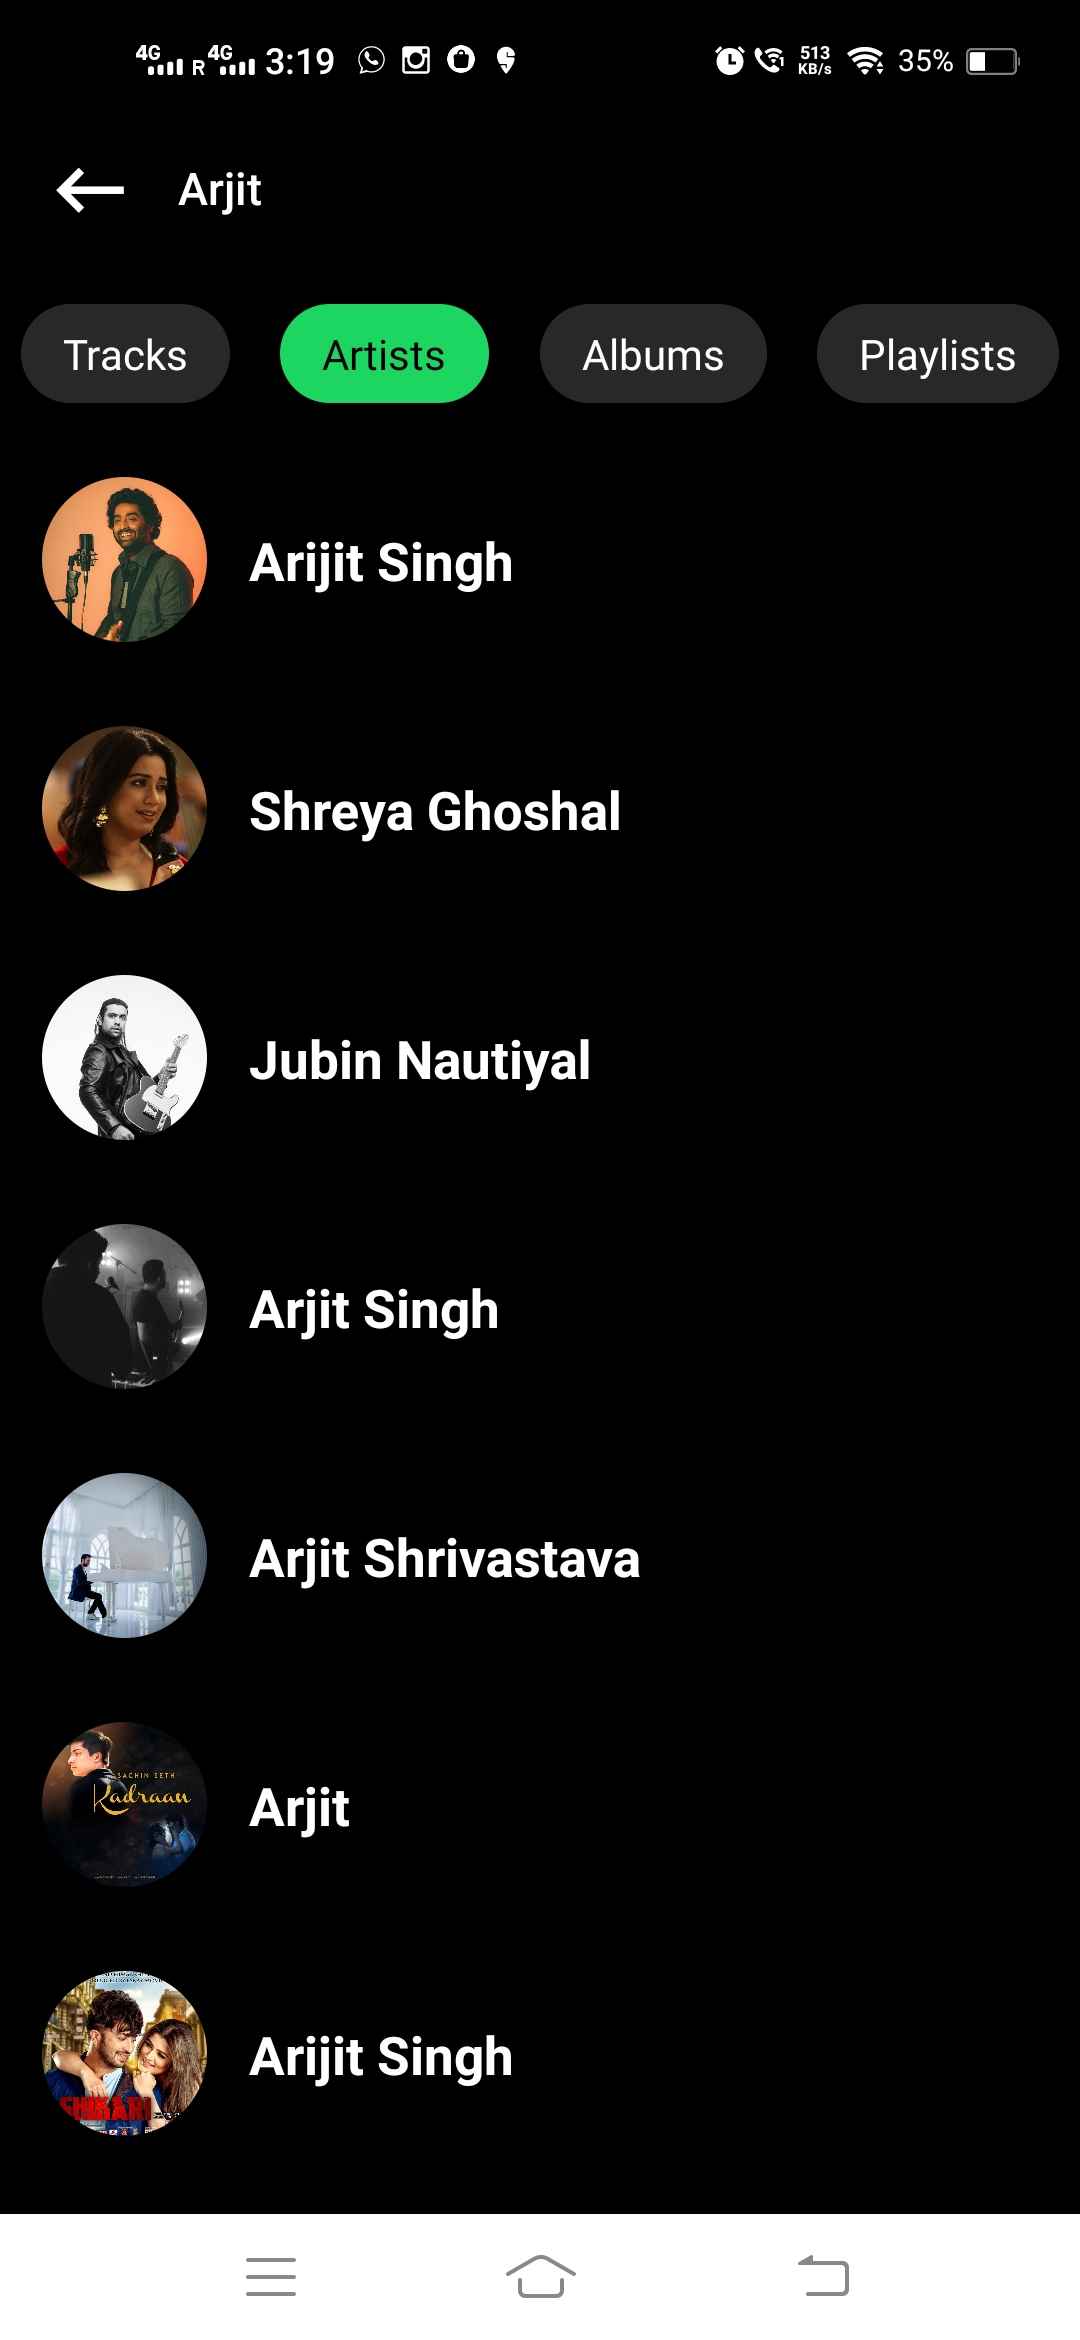 4G R 4G 3:19 513 KB/s 35%
Arjit
Tracks Artists Albums Playlists
Arijit Singh
Shreya Ghoshal
Jubin Nautiyal
Arjit Singh
Arjit Shrivastava
SACHIN SETH
Kadraan
Arjit
Arijit Singh
SHIKARI